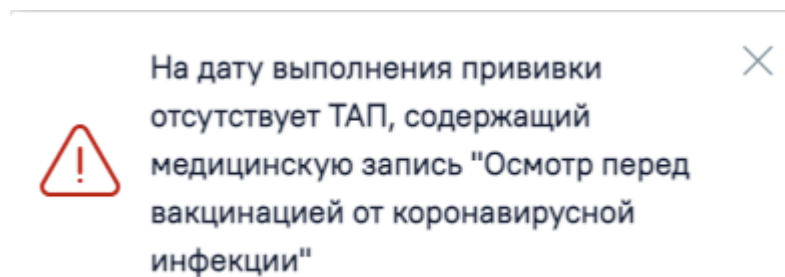 На дату выполнения прививки
отсутствует ТАП, содержащий
медицинскую запись "Осмотр перед
вакцинацией от коронавирусной
инфекции"